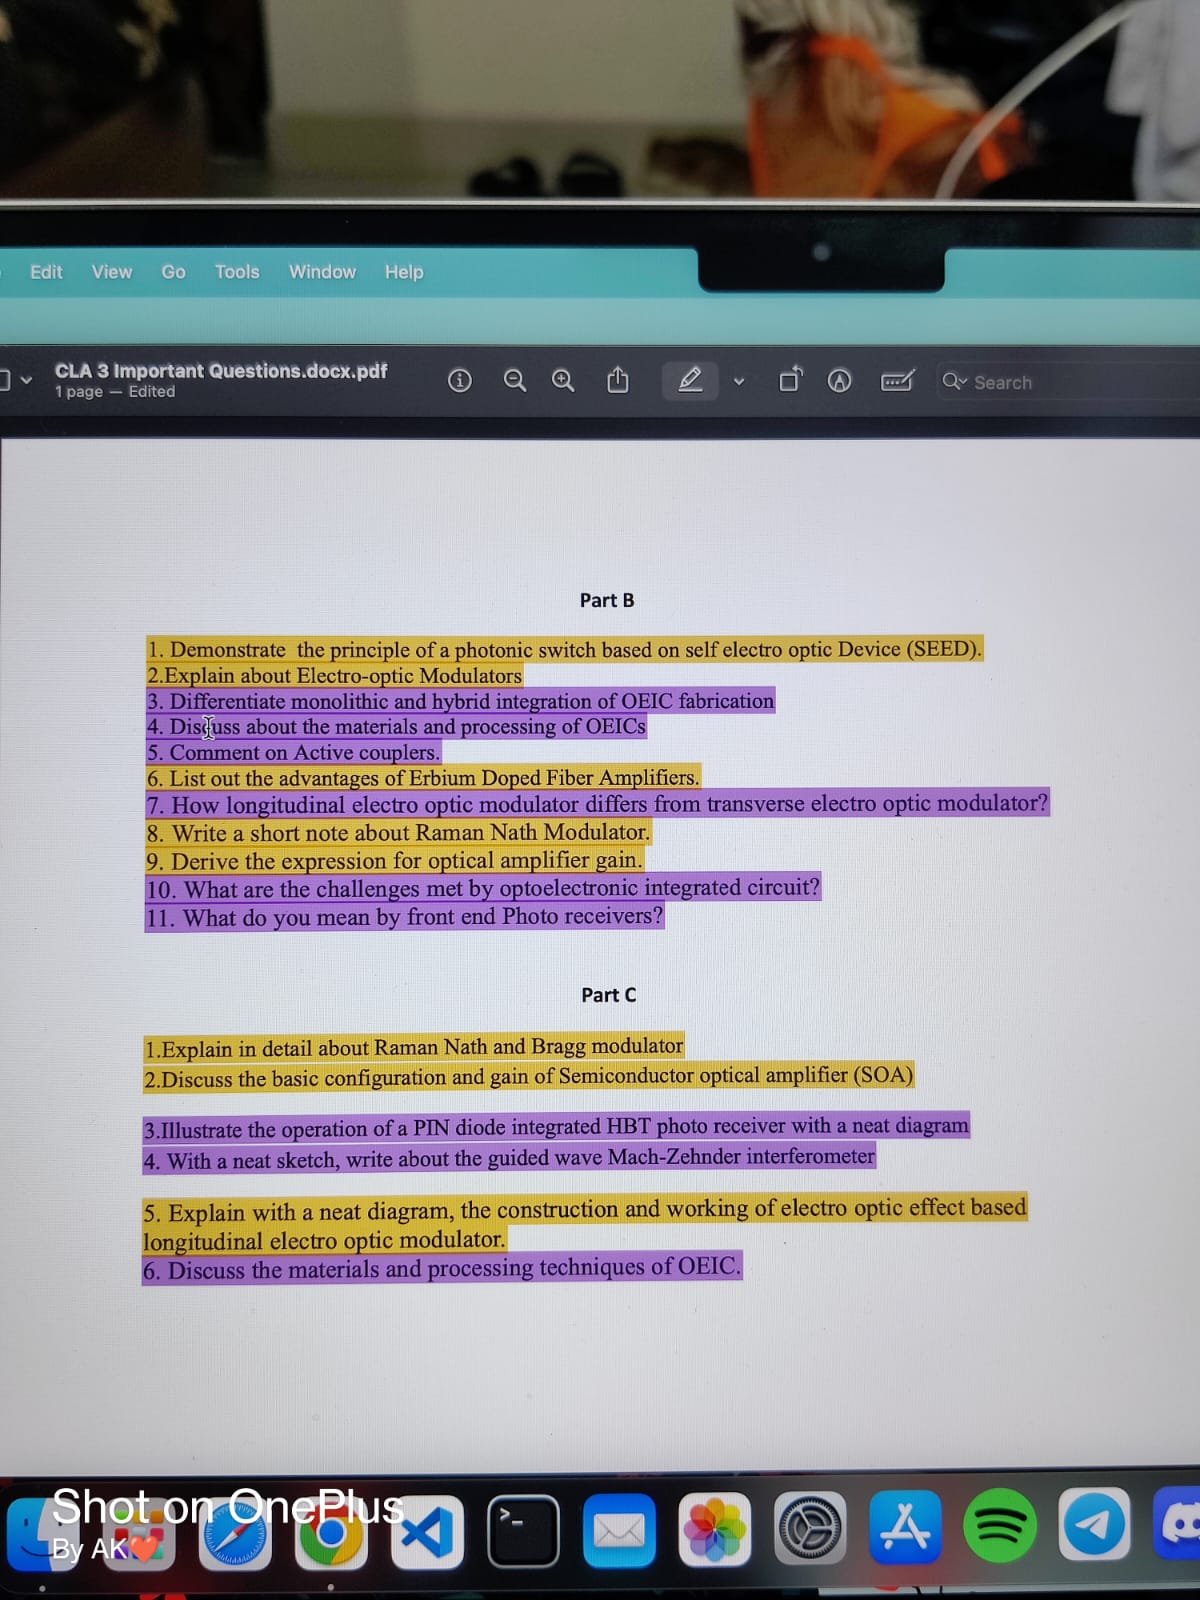 Edit View Go Tools Window Help
CLA 3 Important Questions.docx.pdf
1 page — Edited
Search
Part B
1. Demonstrate  the principle of a photonic switch based on self electro optic Device (SEED).
2.Explain about Electro-optic Modulators
3. Differentiate monolithic and hybrid integration of OEIC fabrication
4. Discuss about the materials and processing of OEICs
5. Comment on Active couplers.
6. List out the advantages of Erbium Doped Fiber Amplifiers.
7. How longitudinal electro optic modulator differs from transverse electro optic modulator?
8. Write a short note about Raman Nath Modulator.
9. Derive the expression for optical amplifier gain.
10. What are the challenges met by optoelectronic integrated circuit?
11. What do you mean by front end Photo receivers?
Part C
1.Explain in detail about Raman Nath and Bragg modulator
2.Discuss the basic configuration and gain of Semiconductor optical amplifier (SOA)
3.Illustrate the operation of a PIN diode integrated HBT photo receiver with a neat diagram
4. With a neat sketch, write about the guided wave Mach-Zehnder interferometer
5. Explain with a neat diagram, the construction and working of electro optic effect based
longitudinal electro optic modulator.
6. Discuss the materials and processing techniques of OEIC.
Shot on OnePlus
By AK❤️